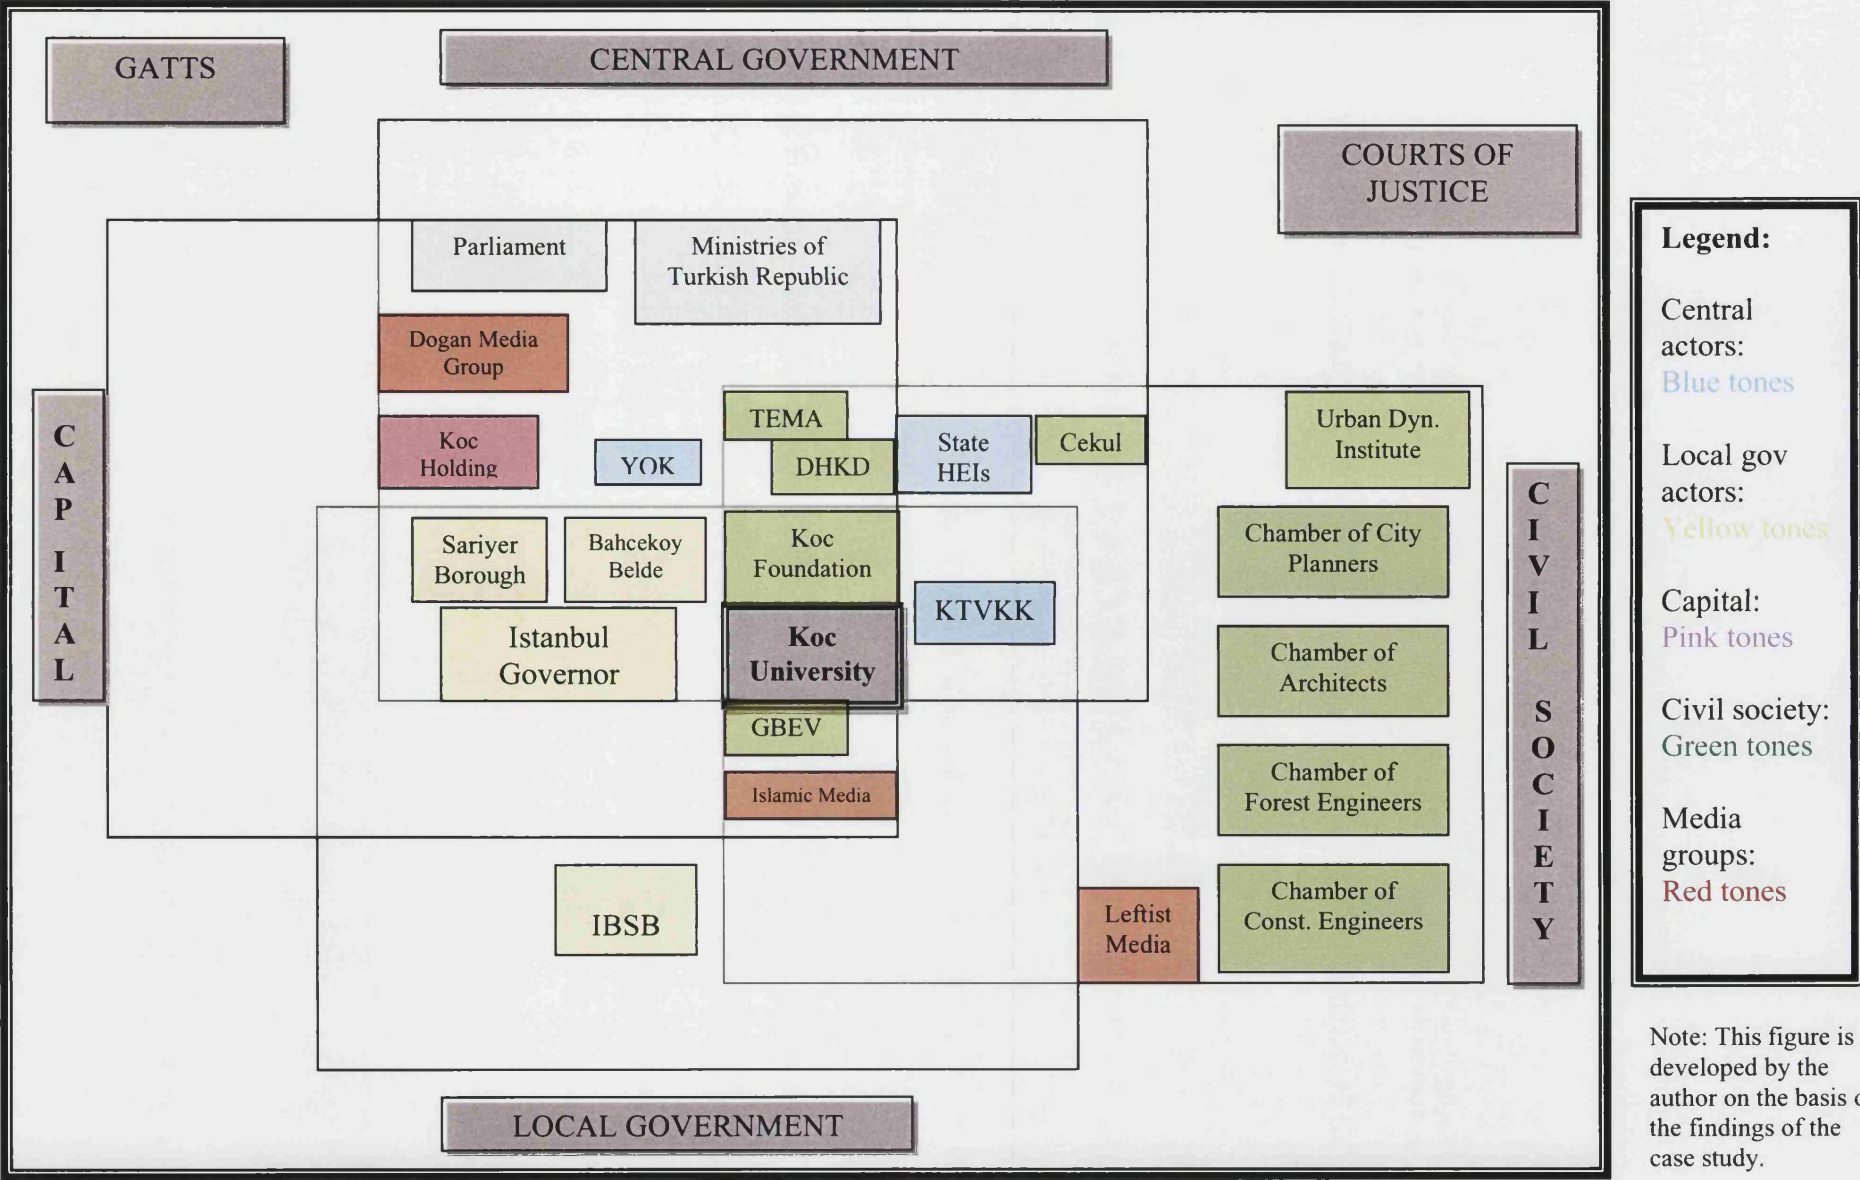 GATTS
CENTRAL GOVERNMENT
COURTS OF
JUSTICE
Parliament
Ministries of
Turkish Republic
Dogan Media
Group
Koc
Holding
YOK
TEMA
DHKD
State
HEIs
Cekul
Urban Dyn.
Institute
CAPITAL
Sariyer
Borough
Bahcekoy
Belde
Koc
Foundation
KTVKK
Chamber of City
Planners
Istanbul
Governor
Koc
University
Chamber of
Architects
GBEV
Islamic Media
Chamber of
Forest Engineers
IBSB
Leftist
Media
Chamber of
Const. Engineers
CIVIL SOCIETY
LOCAL GOVERNMENT
Legend:
Central
actors:
Blue tones
Local gov
actors:
Yellow tones
Capital:
Pink tones
Civil society:
Green tones
Media
groups:
Red tones
Note: This figure is
developed by the
author on the basis o
the findings of the
case study.